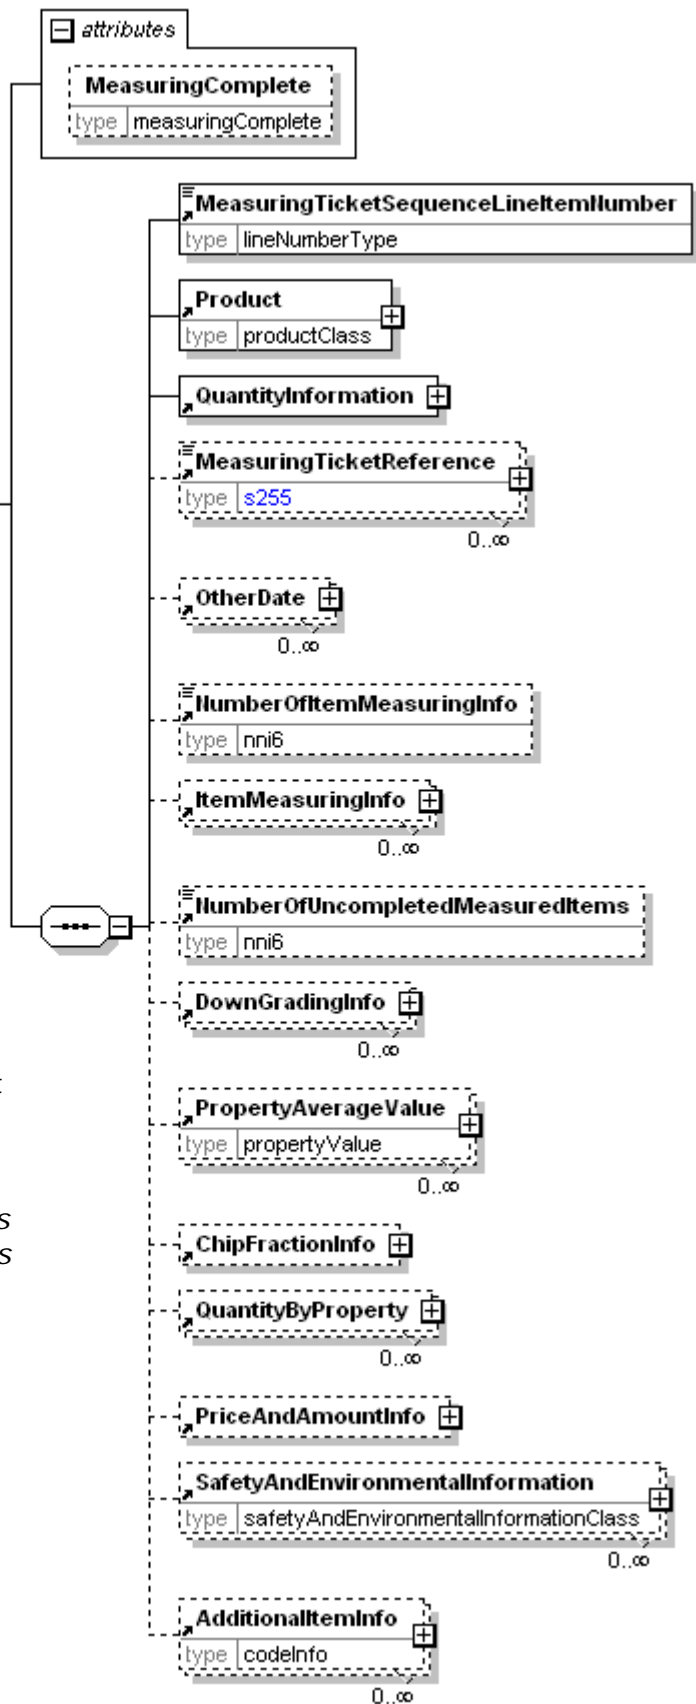 attributes
MeasuringComplete
type measuringComplete
MeasuringTicketSequenceLineItemNumber
type lineNumberType
Product
type productClass
QuantityInformation
MeasuringTicketReference
type s255
0..∞
OtherDate
0..∞
NumberOfItemMeasuringInfo
type nni6
ItemMeasuringInfo
0..∞
NumberOfUncompletedMeasuredItems
type nni6
DownGradingInfo
0..∞
PropertyAverageValue
type propertyValue
0..∞
s
ChipFractionInfo
s
QuantityByProperty
0..∞
PriceAndAmountInfo
SafetyAndEnvironmentalInformation
type safetyAndEnvironmentalInformationClass
0..∞
AdditionalItemInfo
type codeInfo
0..∞